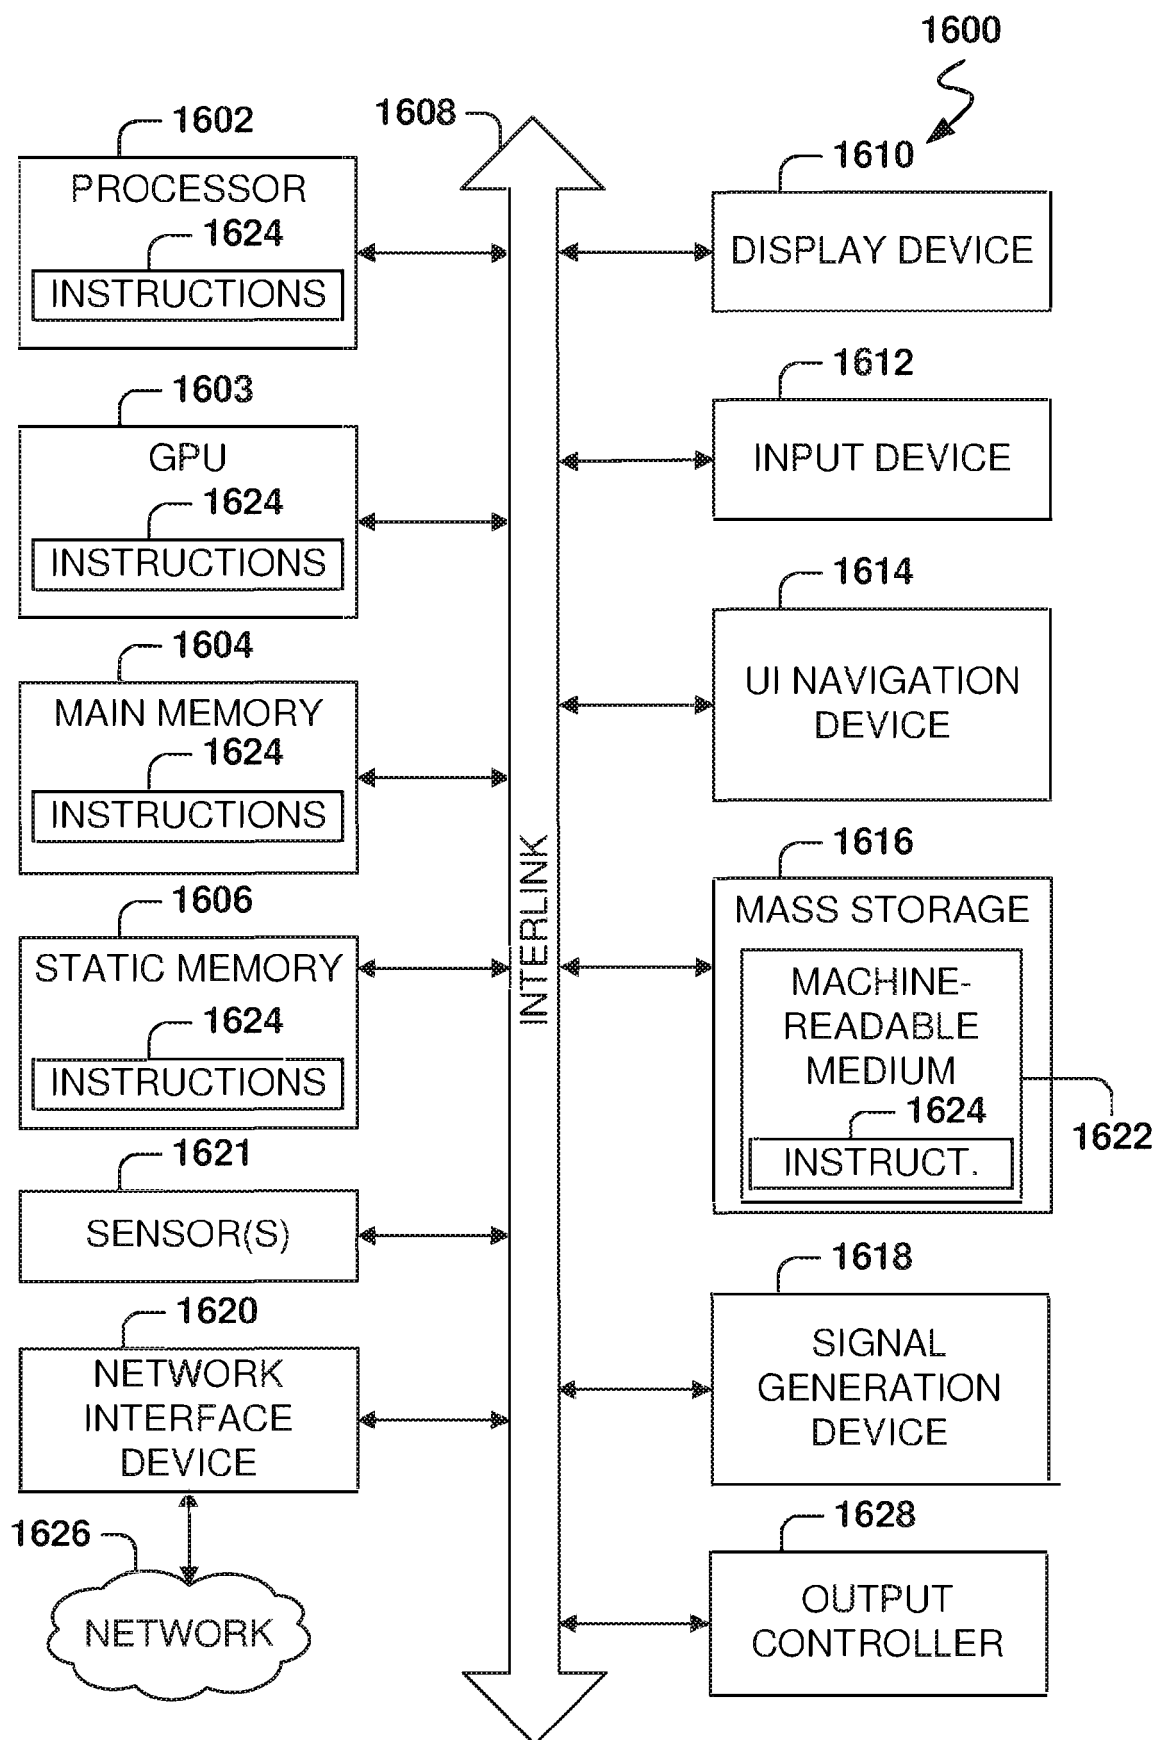 1600
1608
1602
PROCESSOR
1624
INSTRUCTIONS
1603
GPU
1624
INSTRUCTIONS
1604
MAIN MEMORY
1624
INSTRUCTIONS
1606
STATIC MEMORY
1624
INSTRUCTIONS
1621
SENSOR(S)
1620
NETWORK
INTERFACE
DEVICE
1626
NETWORK
INTERLINK
1610
DISPLAY DEVICE
1612
INPUT DEVICE
1614
UI NAVIGATION
DEVICE
1616
MASS STORAGE
MACHINE-
READABLE
MEDIUM
1624
INSTRUCT.
1622
1618
SIGNAL
GENERATION
DEVICE
1628
OUTPUT
CONTROLLER